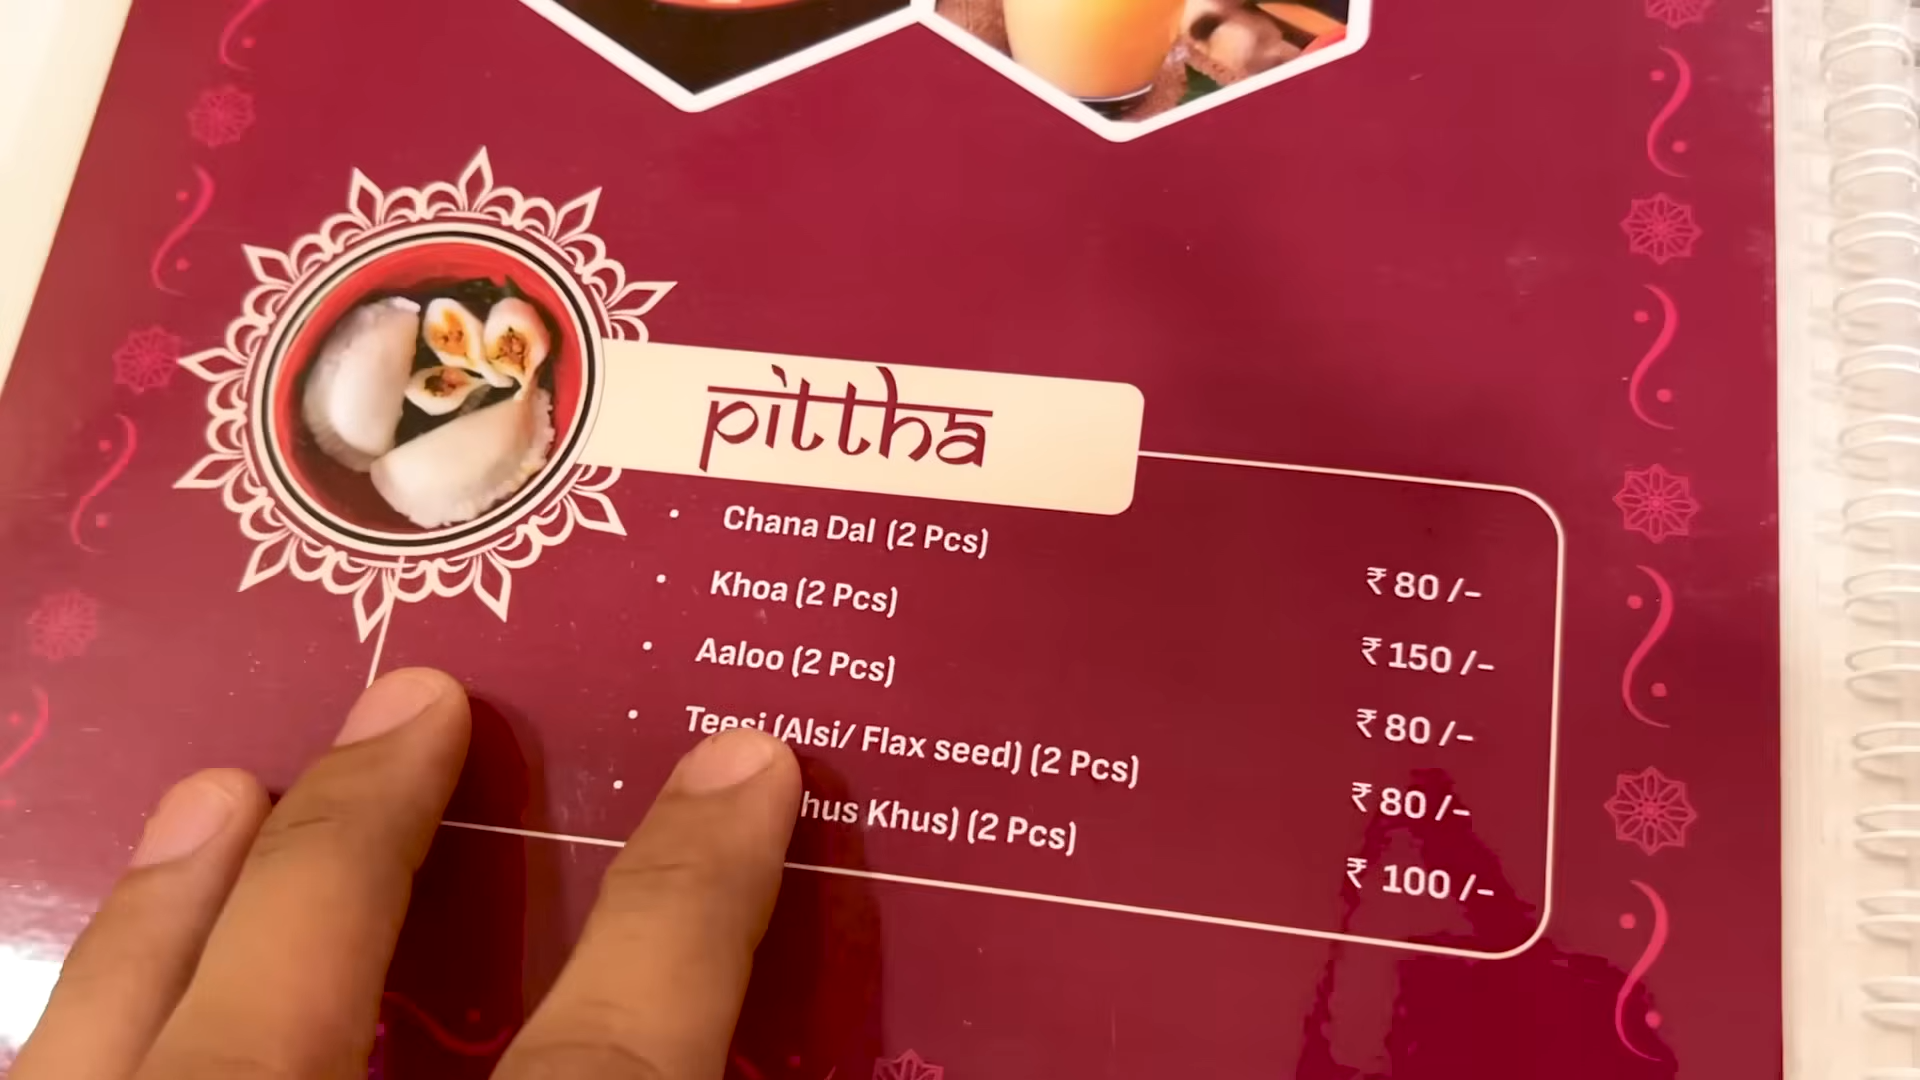 pittha
• Chana Dal (2 Pcs) ₹ 80 /-
• Khoa (2 Pcs) ₹ 150 /-
• Aaloo (2 Pcs) ₹ 80 /-
• Teesi (Alsi/ Flax seed) (2 Pcs) ₹ 80 /-
• hus Khus) (2 Pcs) ₹ 100 /-